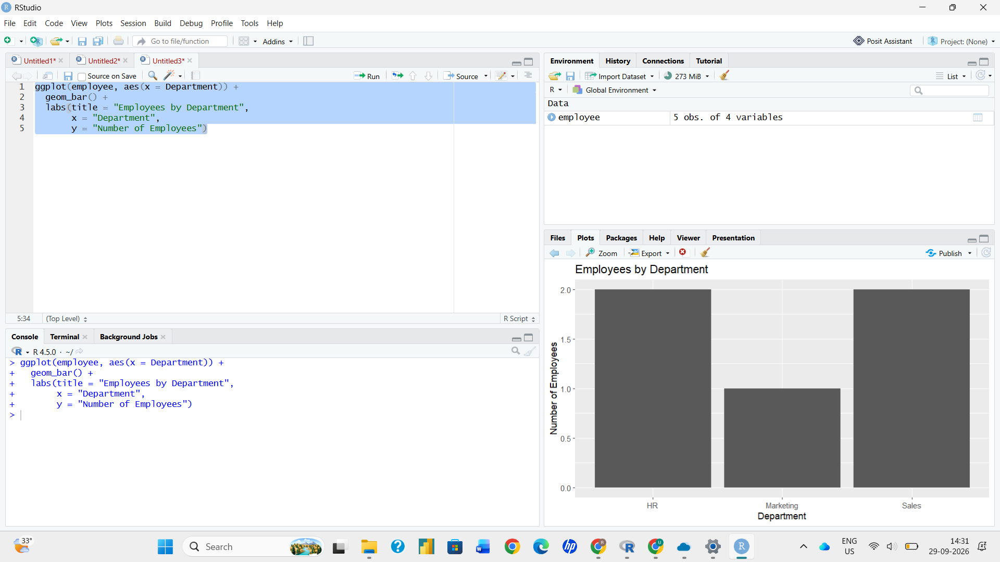 RStudio
File Edit Code View Plots Session Build Debug Profile Tools Help
Go to file/function Addins Posit Assistant Project: (None)
Untitled1* Untitled2* Untitled3*
Source on Save Run Source
1 ggplot(employee, aes(x = Department)) +
2 geom_bar() +
3 labs(title = "Employees by Department",
4 x = "Department",
5 y = "Number of Employees")
5:34 (Top Level) R Script
Console Terminal Background Jobs
R 4.5.0 · ~/
> ggplot(employee, aes(x = Department)) +
+ geom_bar() +
+ labs(title = "Employees by Department",
+ x = "Department",
+ y = "Number of Employees")
>
Environment History Connections Tutorial
Import Dataset 273 MiB List
R Global Environment
Data
employee 5 obs. of 4 variables
Files Plots Packages Help Viewer Presentation
Zoom Export Publish
Employees by Department
2.0
1.5
1.0
0.5
0.0
Number of Employees
HR Marketing Sales
Department
33°
Search
ENG
US
14:31
29-09-2026